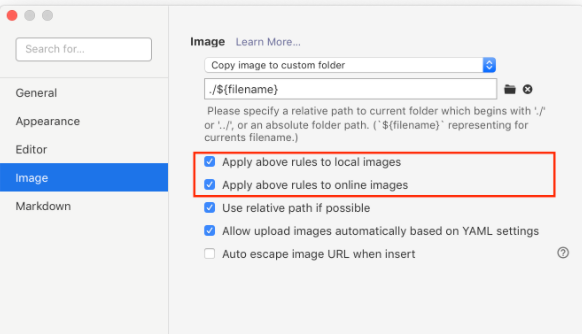 Search for...
General
Appearance
Editor
Image
Markdown
Image Learn More...
Copy image to custom folder
./${filename}
Please specify a relative path to current folder which begins with './'
or '../', or an absolute folder path. (`${filename}` representing for
currents filename.)
Apply above rules to local images
Apply above rules to online images
Use relative path if possible
Allow upload images automatically based on YAML settings
Auto escape image URL when insert
?